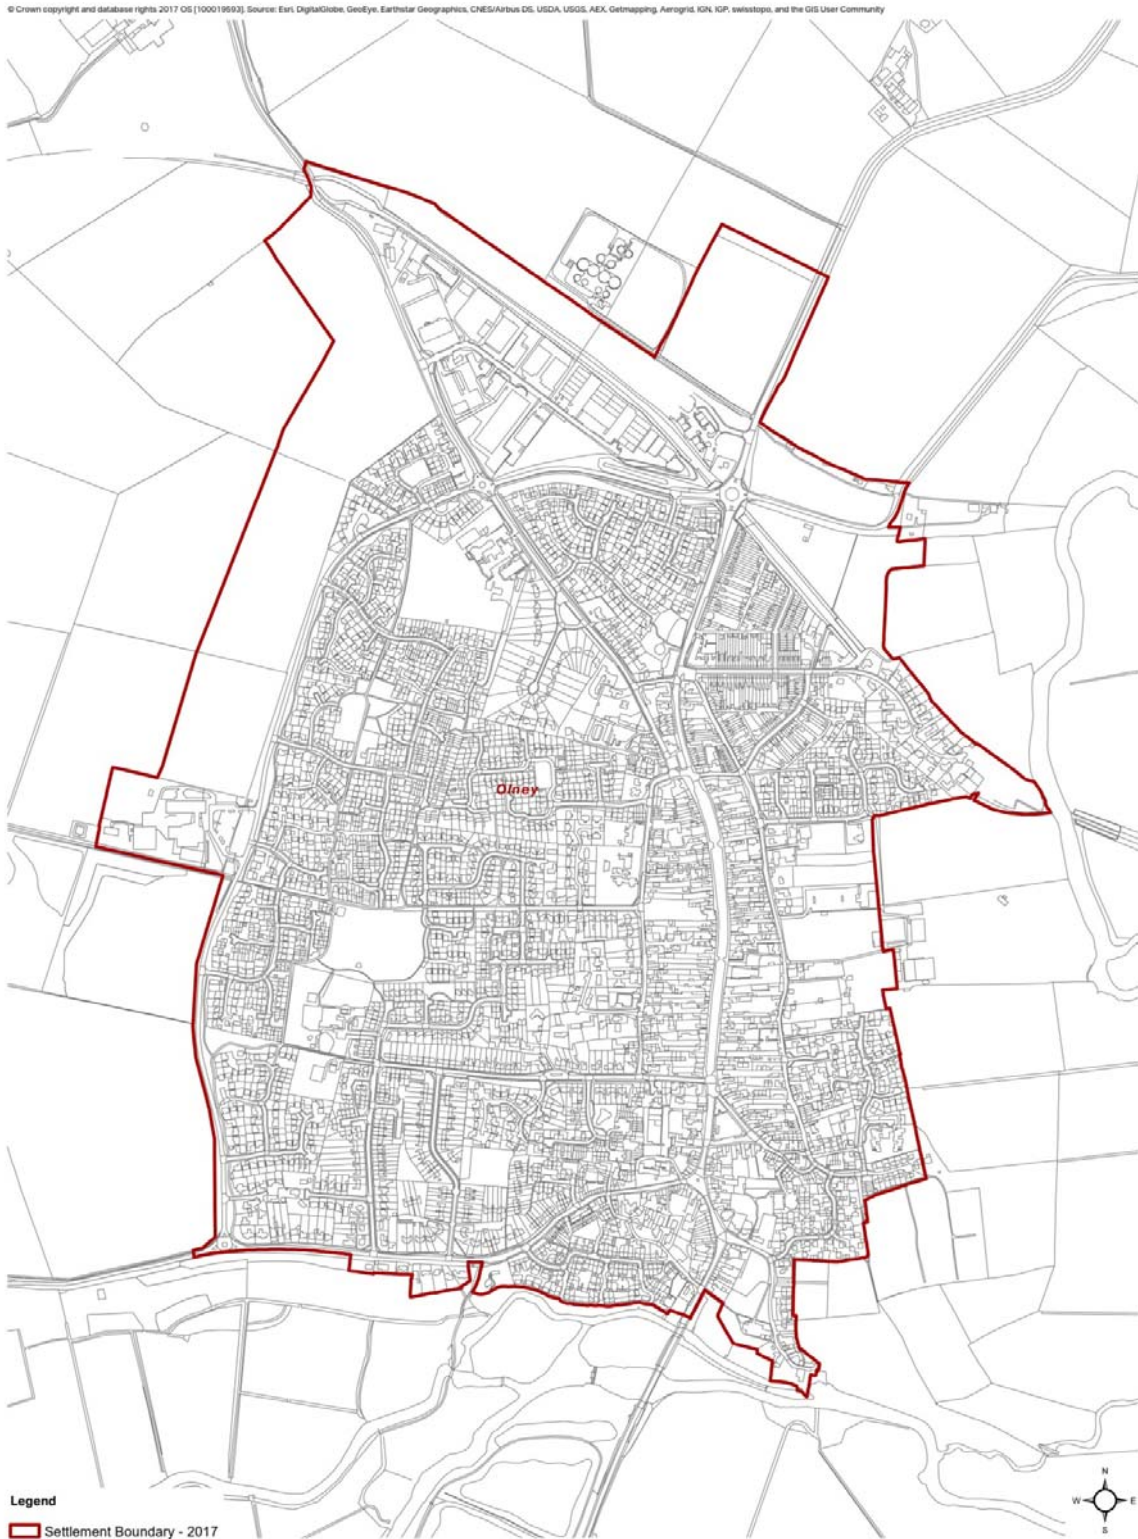 © Crown copyright and database rights 2017 OS [100019593]. Source: Esri, DigitalGlobe, GeoEye, Earthstar Geographics, CNES/Airbus DS, USDA, USGS, AEX, Getmapping, Aerogrid, IGN, IGP, swisstopo, and the GIS User Community
Olney
Legend
Settlement Boundary - 2017
N
W E
S